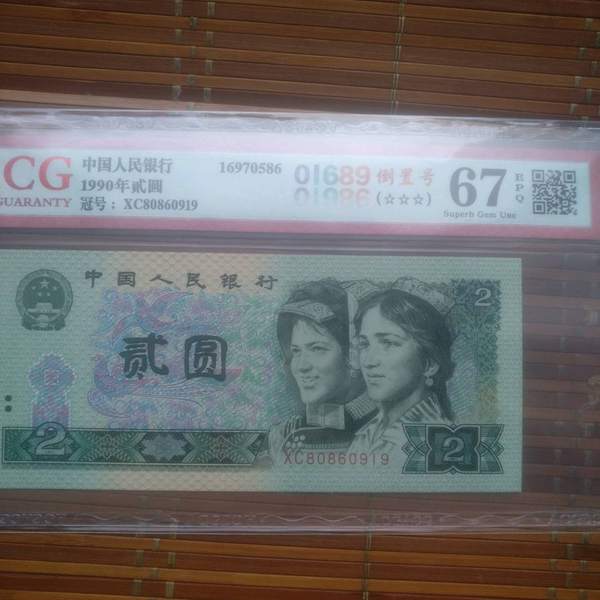 CG
GUARANTY
中国人民银行
1990年贰圆
冠号：XC80860919
16970586
01689
倒置号
(☆☆☆)
67
EPQ
Superb Gem Unc
中国人民银行
2
贰圆
2
XC80860919
2